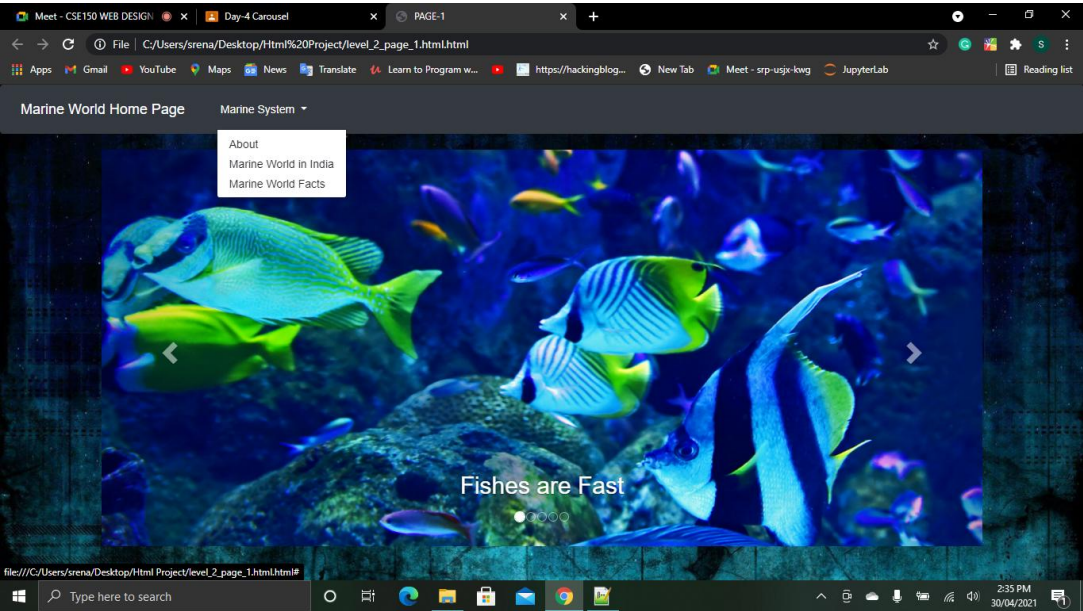 Meet - CSE150 WEB DESIGN
Day-4 Carousel
PAGE-1
File | C:/Users/srena/Desktop/Html%20Project/level_2_page_1.html.html
S
Apps
Gmail
YouTube
Maps
News
Translate
Learn to Program w...
https://hackingblog...
New Tab
Meet - srp-usjx-kwg
JupyterLab
Reading list
Marine World Home Page
Marine System
About
Marine World in India
Marine World Facts
Fishes are Fast
file:///C:/Users/srena/Desktop/Html Project/level_2_page_1.html.html#
Type here to search
2:35 PM
30/04/2021